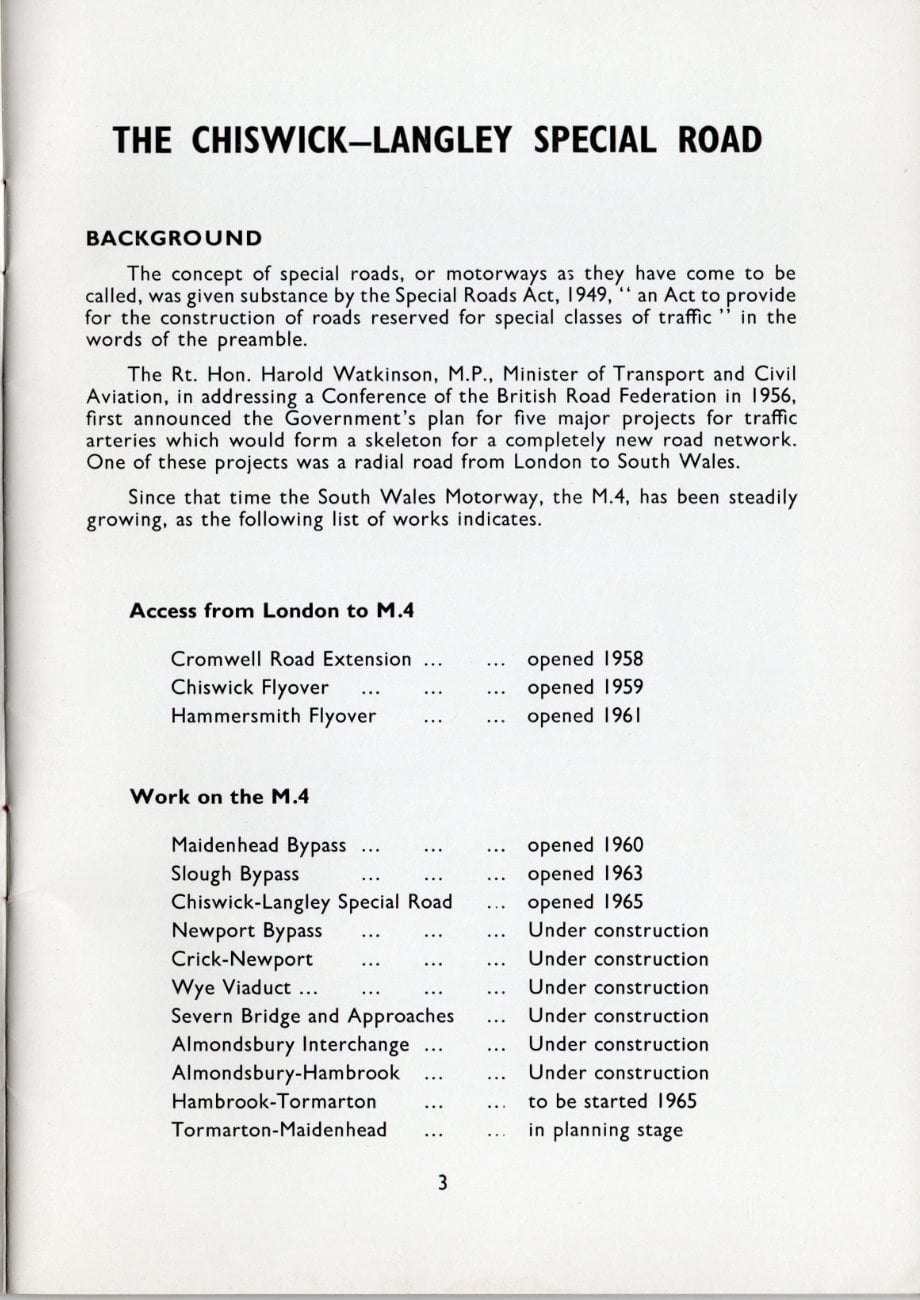 THE CHISWICK—LANGLEY SPECIAL ROAD
BACKGROUND
The concept of special roads, or motorways as they have come to be
called, was given substance by the Special Roads Act, 1949, “ an Act to provide
for the construction of roads reserved for special classes of traffic ” in the
words of the preamble.
The Rt. Hon. Harold Watkinson, M.P., Minister of Transport and Civil
Aviation, in addressing a Conference of the British Road Federation in 1956,
first announced the Government’s plan for five major projects for traffic
arteries which would form a skeleton for a completely new road network.
One of these projects was a radial road from London to South Wales.
Since that time the South Wales Motorway, the M.4, has been steadily
growing, as the following list of works indicates.
Access from London to M.4
Cromwell Road Extension ... ... opened 1958
Chiswick Flyover ... ... ... opened 1959
Hammersmith Flyover ... ... opened 1961
Work on the M.4
Maidenhead Bypass ... ... ... opened 1960
Slough Bypass ... ... ... opened 1963
Chiswick-Langley Special Road ... opened 1965
Newport Bypass ... ... ... Under construction
Crick-Newport ... ... ... Under construction
Wye Viaduct ... ... ... ... Under construction
Severn Bridge and Approaches ... Under construction
Almondsbury Interchange ... ... Under construction
Almondsbury-Hambrook ... ... Under construction
Hambrook-Tormarton ... ... to be started 1965
Tormarton-Maidenhead ... ... in planning stage
3